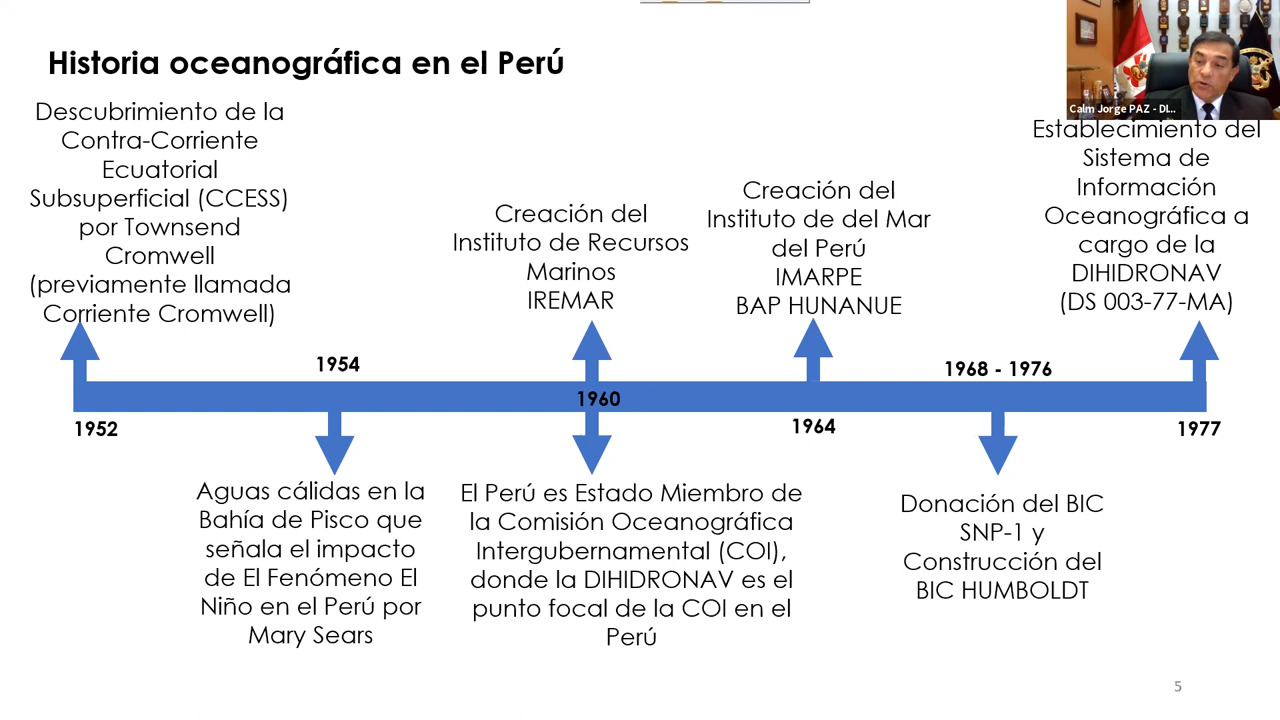 Historia oceanográfica en el Perú
Calm Jorge PAZ - DI...
Descubrimiento de la
Contra-Corriente
Ecuatorial
Subsuperficial (CCESS)
por Townsend
Cromwell
(previamente llamada
Corriente Cromwell)
Creación del
Instituto de Recursos
Marinos
IREMAR
Creación del
Instituto de del Mar
del Perú
IMARPE
BAP HUNANUE
Establecimiento del
Sistema de
Información
Oceanográfica a
cargo de la
DIHIDRONAV
(DS 003-77-MA)
1952
1954
1960
1964
1968 - 1976
1977
Aguas cálidas en la
Bahía de Pisco que
señala el impacto
de El Fenómeno El
Niño en el Perú por
Mary Sears
El Perú es Estado Miembro de
la Comisión Oceanográfica
Intergubernamental (COI),
donde la DIHIDRONAV es el
punto focal de la COI en el
Perú
Donación del BIC
SNP-1 y
Construcción del
BIC HUMBOLDT
5